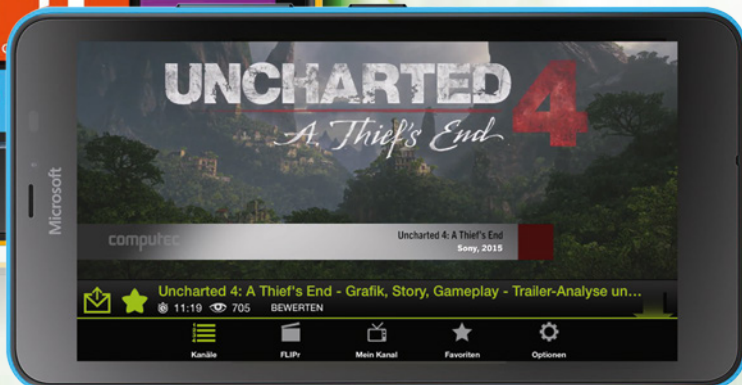 UNCHARTED 4
A Thief's End
Microsoft
computec
Uncharted 4: A Thief's End
Sony, 2015
Uncharted 4: A Thief's End - Grafik, Story, Gameplay - Trailer-Analyse un...
11:19 705 BEWERTEN
Kanäle FLIPr Mein Kanal Favoriten Optionen